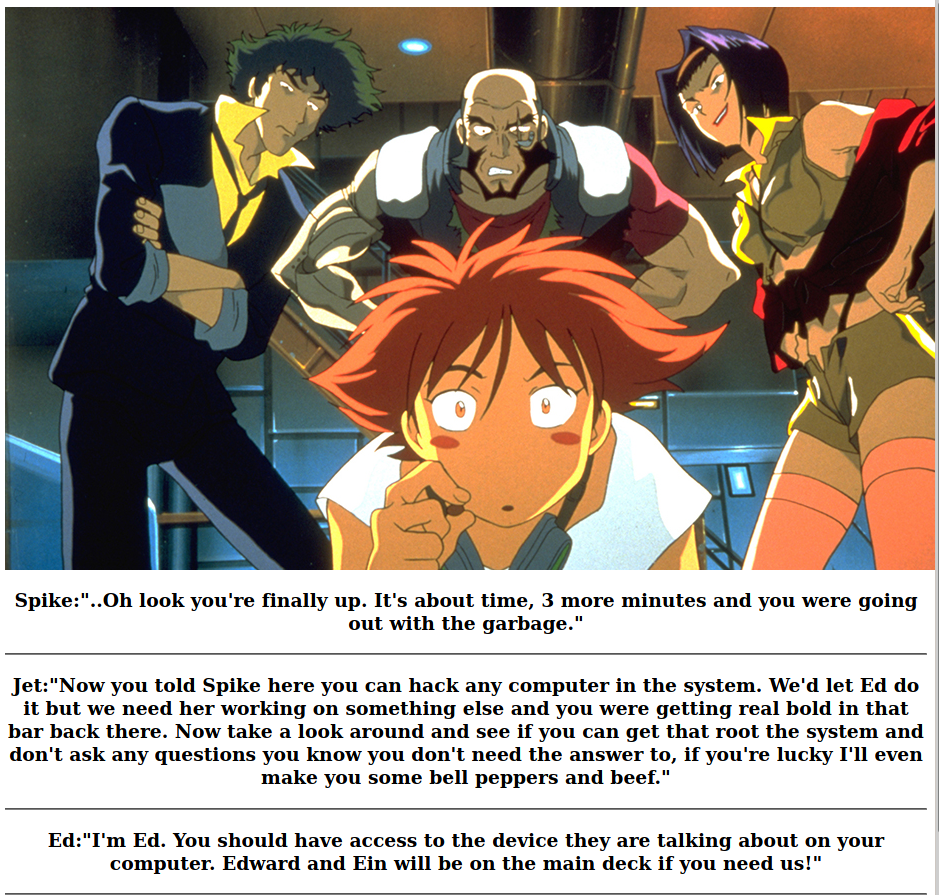 Spike:"..Oh look you're finally up. It's about time, 3 more minutes and you were going
out with the garbage."
Jet:"Now you told Spike here you can hack any computer in the system. We'd let Ed do
it but we need her working on something else and you were getting real bold in that
bar back there. Now take a look around and see if you can get that root the system and
don't ask any questions you know you don't need the answer to, if you're lucky I'll even
make you some bell peppers and beef."
Ed:"I'm Ed. You should have access to the device they are talking about on your
computer. Edward and Ein will be on the main deck if you need us!"